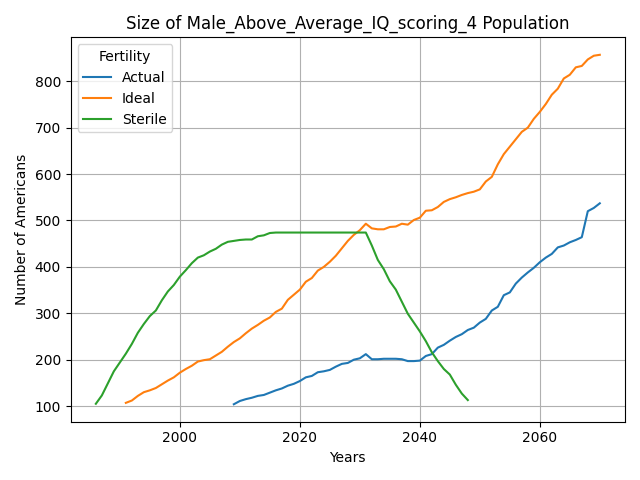 Size of Male_Above_Average_IQ_scoring_4 Population
Fertility
Actual
Ideal
Sterile
Number of Americans
800
700
600
500
400
300
200
100
2000
2020
2040
2060
Years